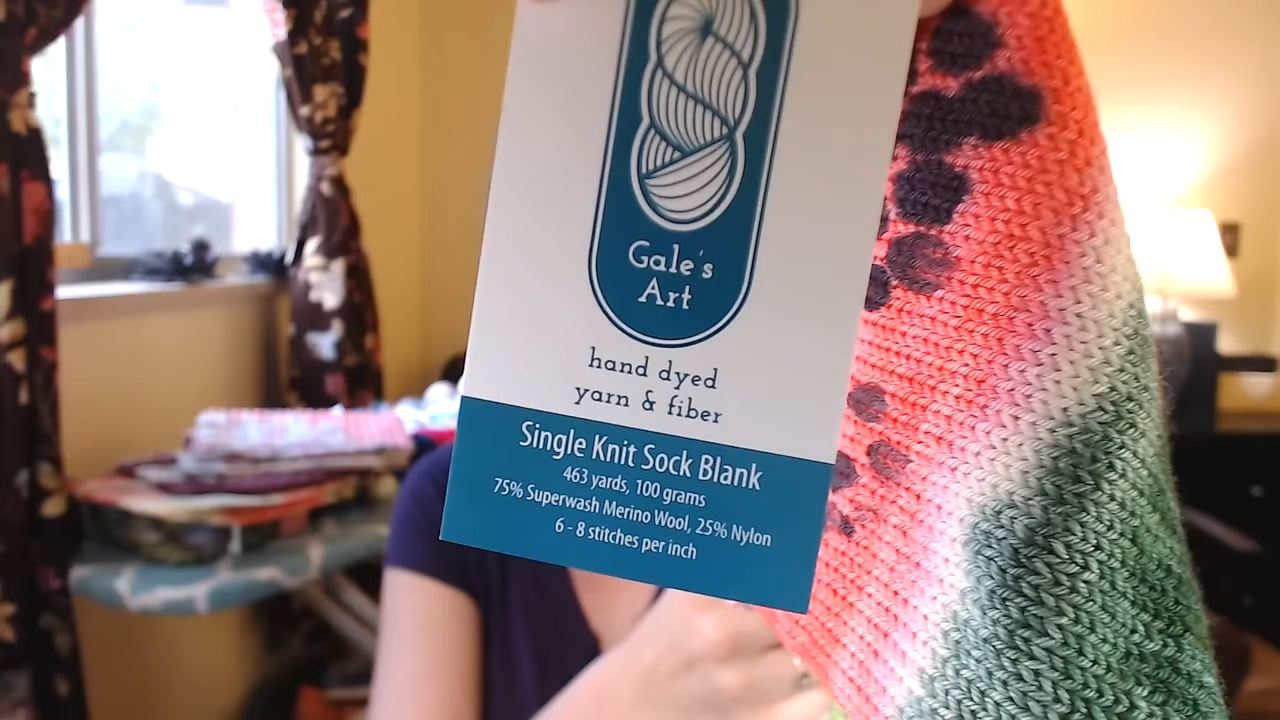 Gale's
Art
hand dyed
yarn & fiber
Single Knit Sock Blank
463 yards, 100 grams
75% Superwash Merino Wool, 25% Nylon
6 - 8 stitches per inch